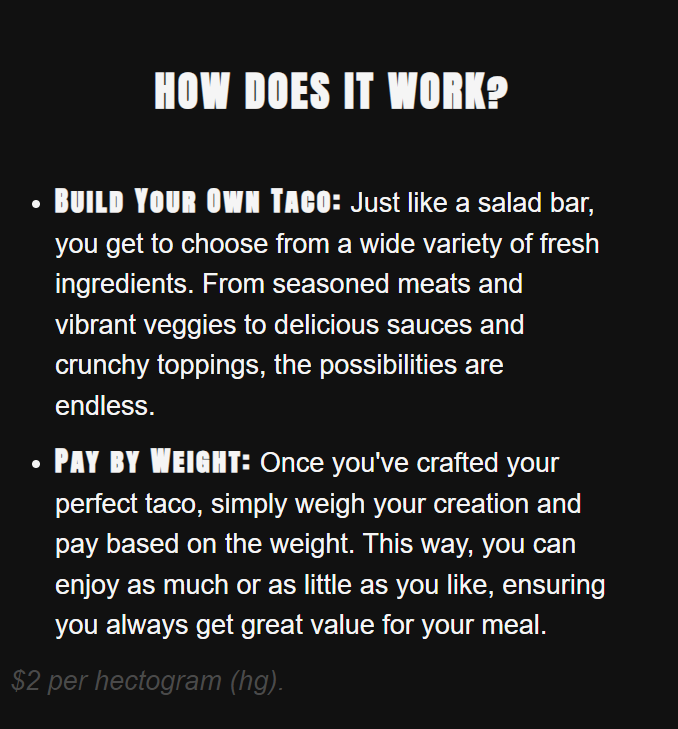 HOW DOES IT WORK?
• BUILD YOUR OWN TACO: Just like a salad bar,
you get to choose from a wide variety of fresh
ingredients. From seasoned meats and
vibrant veggies to delicious sauces and
crunchy toppings, the possibilities are
endless.
• PAY BY WEIGHT: Once you've crafted your
perfect taco, simply weigh your creation and
pay based on the weight. This way, you can
enjoy as much or as little as you like, ensuring
you always get great value for your meal.
$2 per hectogram (hg).